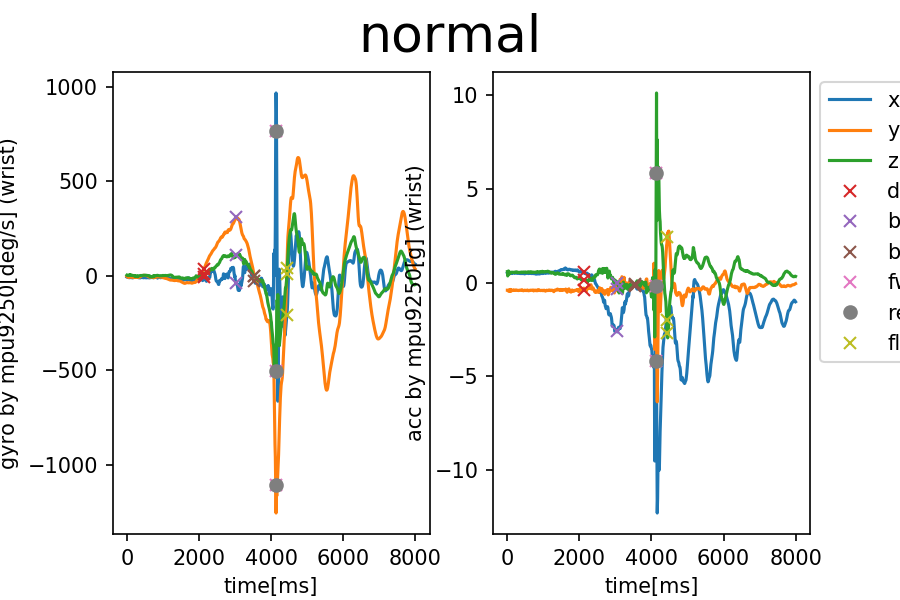 normal
gyro by mpu9250[deg/s] (wrist)
1000
500
0
−500
−1000
0 2000 4000 6000 8000
time[ms]
acc by mpu9250[g] (wrist)
10
5
0
−5
−10
0 2000 4000 6000 8000
time[ms]
x
y
z
d
b
b
fw
re
fl